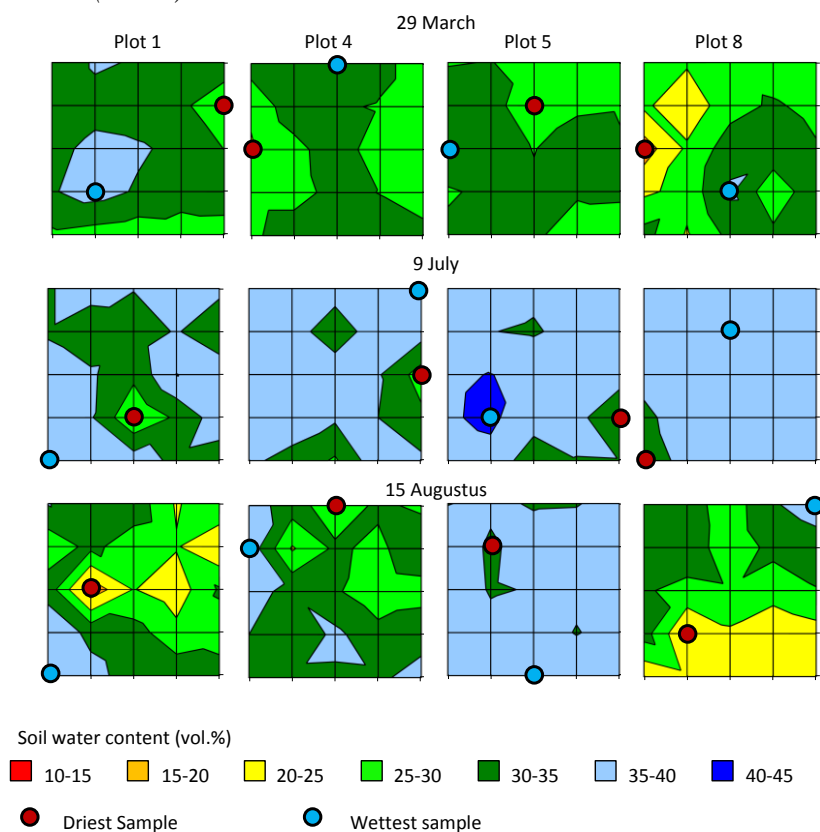 29 March
Plot 1 Plot 4 Plot 5 Plot 8
9 July
15 Augustus
Soil water content (vol.%)
10-15 15-20 20-25 25-30 30-35 35-40 40-45
Driest Sample Wettest sample